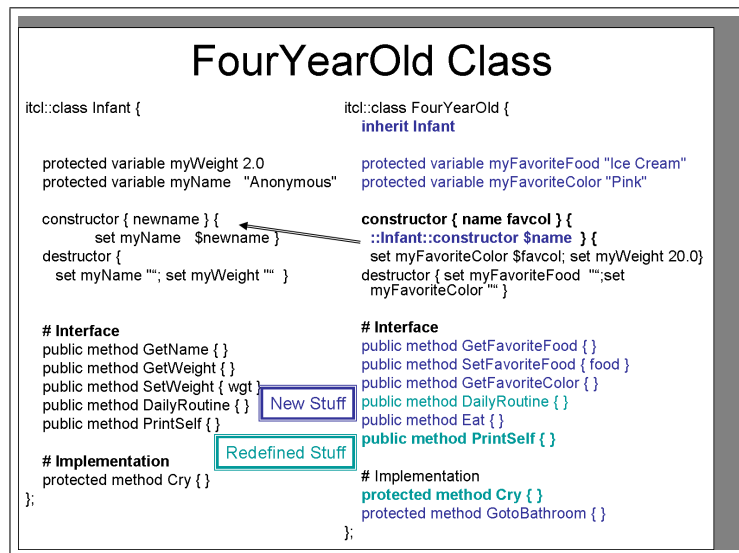 FourYearOld Class
itcl::class Infant {
protected variable myWeight 2.0
protected variable myName "Anonymous"
constructor { newname } {
set myName $newname }
destructor {
set myName "“; set myWeight "“ }
# Interface
public method GetName { }
public method GetWeight { }
public method SetWeight { wgt }
public method DailyRoutine { }
public method PrintSelf { }
# Implementation
protected method Cry { }
};
New Stuff
Redefined Stuff
itcl::class FourYearOld {
inherit Infant
protected variable myFavoriteFood "Ice Cream"
protected variable myFavoriteColor "Pink"
constructor { name favcol } {
::Infant::constructor $name } {
set myFavoriteColor $favcol; set myWeight 20.0}
destructor { set myFavoriteFood "“;set
myFavoriteColor "“ }
# Interface
public method GetFavoriteFood { }
public method SetFavoriteFood { food }
public method GetFavoriteColor { }
public method DailyRoutine { }
public method Eat { }
public method PrintSelf { }
# Implementation
protected method Cry { }
protected method GotoBathroom { }
};